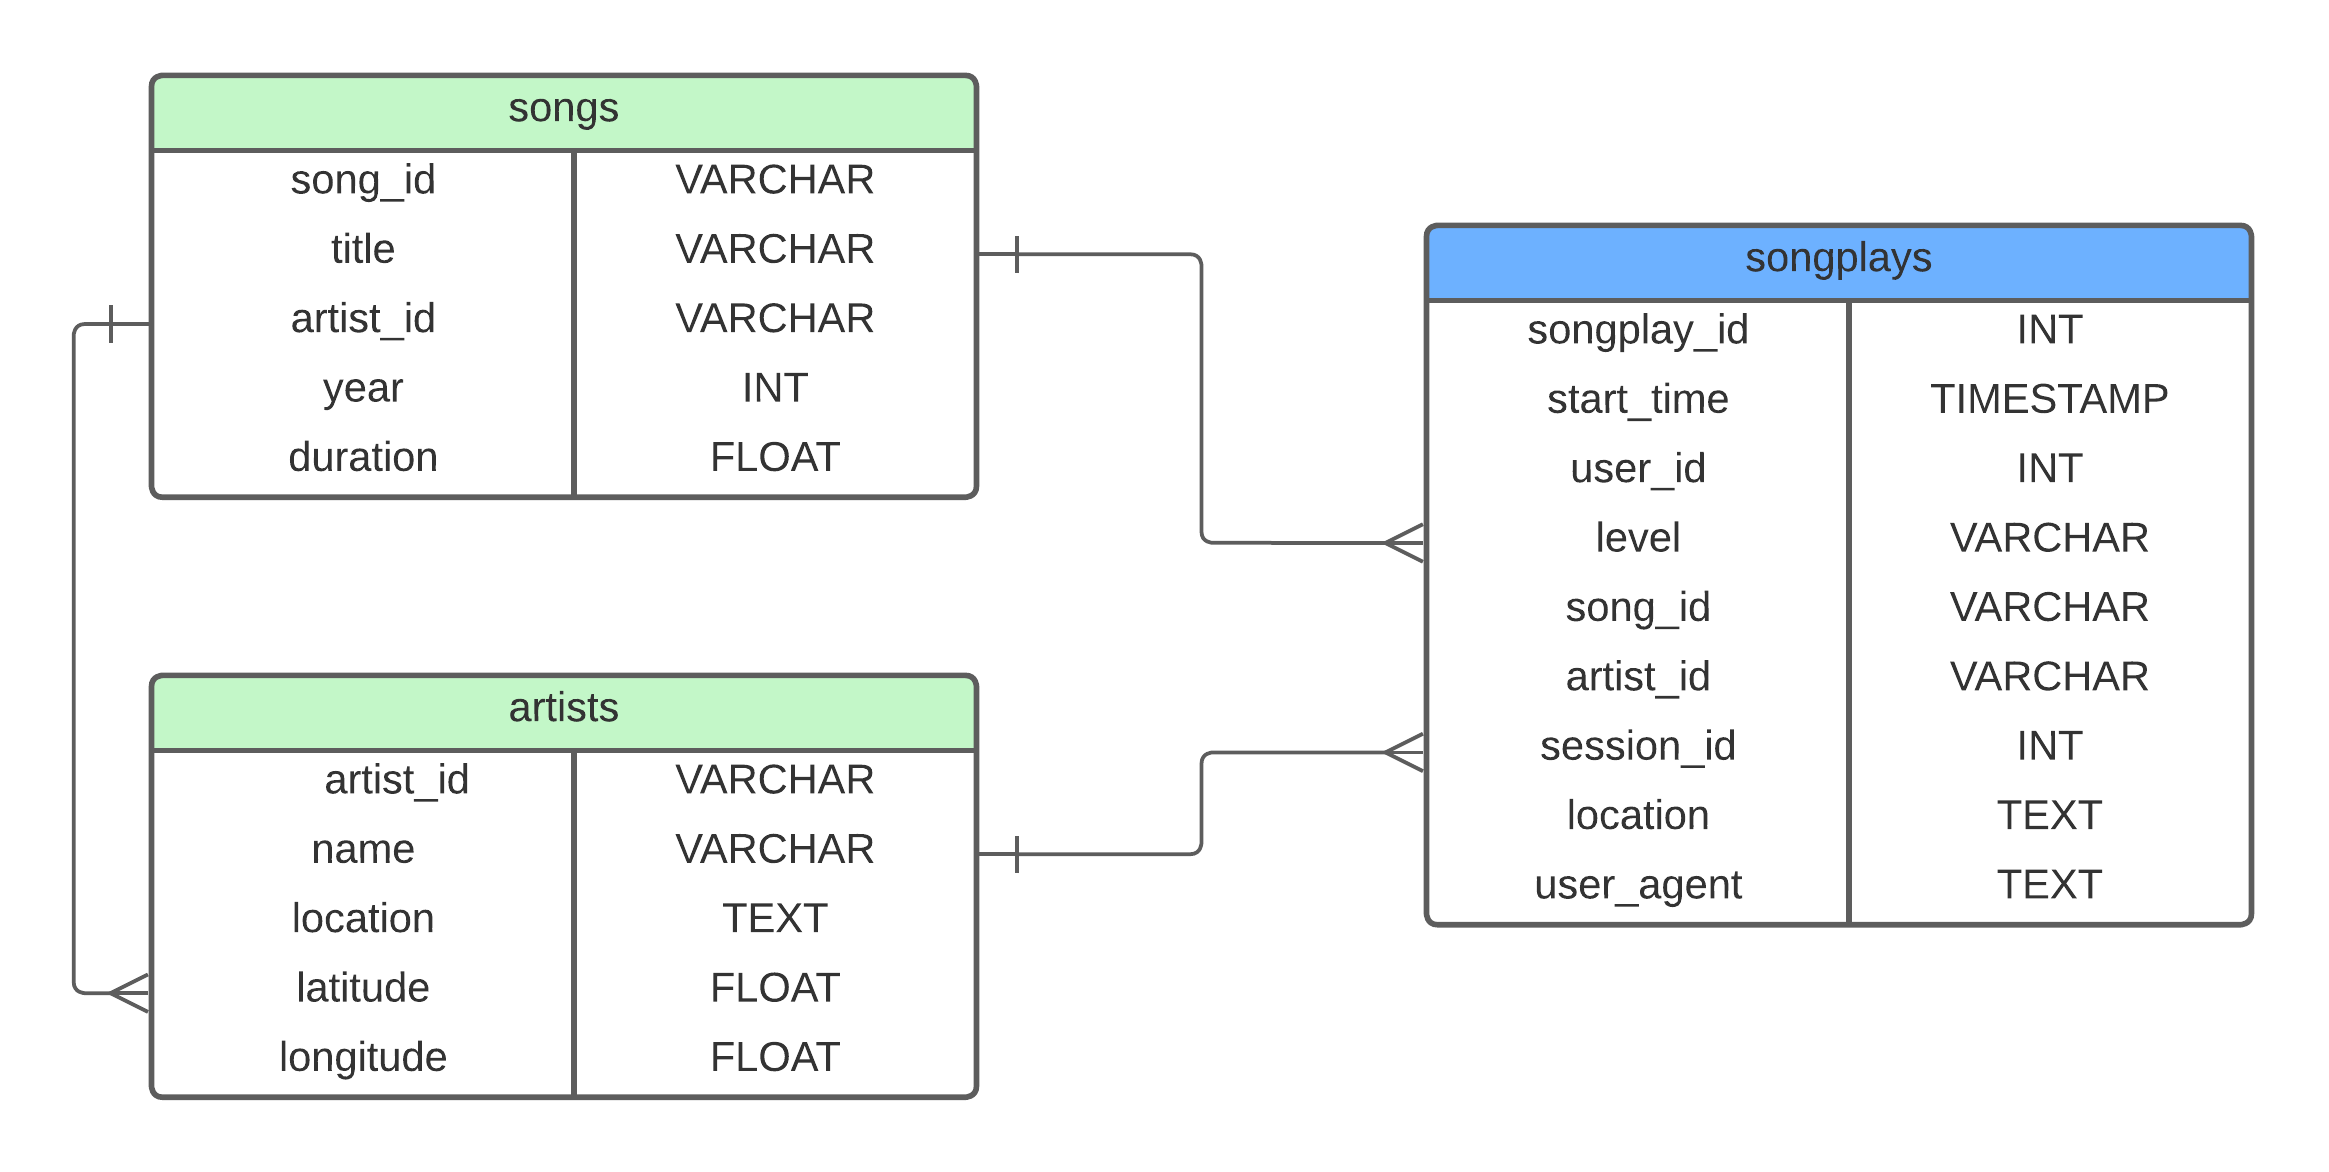 songs
song_id VARCHAR
title VARCHAR
artist_id VARCHAR
year INT
duration FLOAT
artists
artist_id VARCHAR
name VARCHAR
location TEXT
latitude FLOAT
longitude FLOAT
songplays
songplay_id INT
start_time TIMESTAMP
user_id INT
level VARCHAR
song_id VARCHAR
artist_id VARCHAR
session_id INT
location TEXT
user_agent TEXT